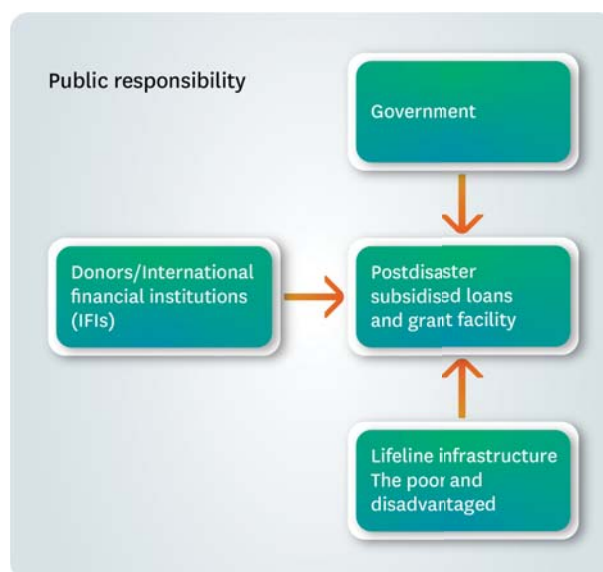 Public responsibility
Government
Donors/International
financial institutions
(IFIs)
Postdisaster
subsidised loans
and grant facility
Lifeline infrastructure
The poor and
disadvantaged